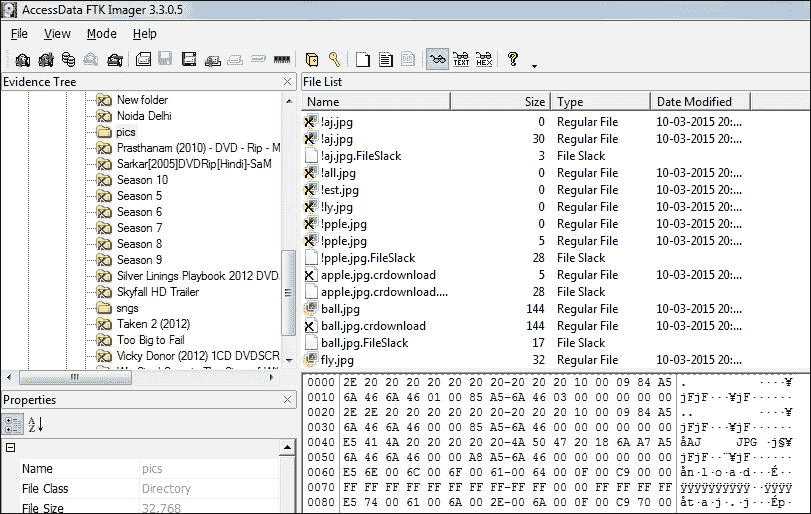 AccessData FTK Imager 3.3.0.5
File View Mode Help
Evidence Tree
New folder
Noida Delhi
pics
Prasthanam (2010) - DVD - Rip - M
Sarkar[2005]DVDRip[Hindi]-SaM
Season 10
Season 5
Season 6
Season 7
Season 8
Season 9
Silver Linings Playbook 2012 DVD
Skyfall HD Trailer
sngs
Taken 2 (2012)
Too Big to Fail
Vicky Donor (2012) 1CD DVDSCR
Properties
Name pics
File Class Directory
File Size 32,768
File List
Name Size Type Date Modified
!aj.jpg 0 Regular File 10-03-2015 20:...
!aj.jpg 30 Regular File 10-03-2015 20:...
!aj.jpg.FileSlack 3 File Slack
!all.jpg 0 Regular File 10-03-2015 20:...
!est.jpg 0 Regular File 10-03-2015 20:...
!ly.jpg 0 Regular File 10-03-2015 20:...
!pple.jpg 0 Regular File 10-03-2015 20:...
!pple.jpg 5 Regular File 10-03-2015 20:...
!pple.jpg.FileSlack 28 File Slack
apple.jpg.crdownload 5 Regular File 10-03-2015 20:...
apple.jpg.crdownload.... 28 File Slack
ball.jpg 144 Regular File 10-03-2015 20:...
ball.jpg.crdownload 144 Regular File 10-03-2015 20:...
ball.jpg.FileSlack 17 File Slack
fly.jpg 32 Regular File 10-03-2015 20:...
0000 2E 20 20 20 20 20 20 20-20 20 20 10 00 09 84 A5 . ····¥
0010 6A 46 6A 46 01 00 85 A5-6A 46 03 00 00 00 00 00 jFjF···¥jF······
0020 2E 2E 20 20 20 20 20 20-20 20 20 10 00 09 84 A5 .. ····¥
0030 6A 46 6A 46 00 00 85 A5-6A 46 00 00 00 00 00 00 jFjF···¥jF······
0040 E5 41 4A 20 20 20 20 20-4A 50 47 20 18 6A A7 A5 åAJ JPG ·j§¥
0050 6A 46 6A 46 00 00 A8 A5-6A 46 00 00 00 00 00 00 jFjF··¨¥jF······
0060 E5 6E 00 6C 00 6F 00 61-00 64 00 0F 00 C9 00 00 ån·l·o·a·d···É··
0070 FF FF FF FF FF FF FF FF-FF FF 00 00 FF FF FF FF ÿÿÿÿÿÿÿÿÿÿ··ÿÿÿÿ
0080 E5 74 00 61 00 6A 00 2E-00 6A 00 0F 00 C9 70 00 åt·a·j·.·j···Ép·